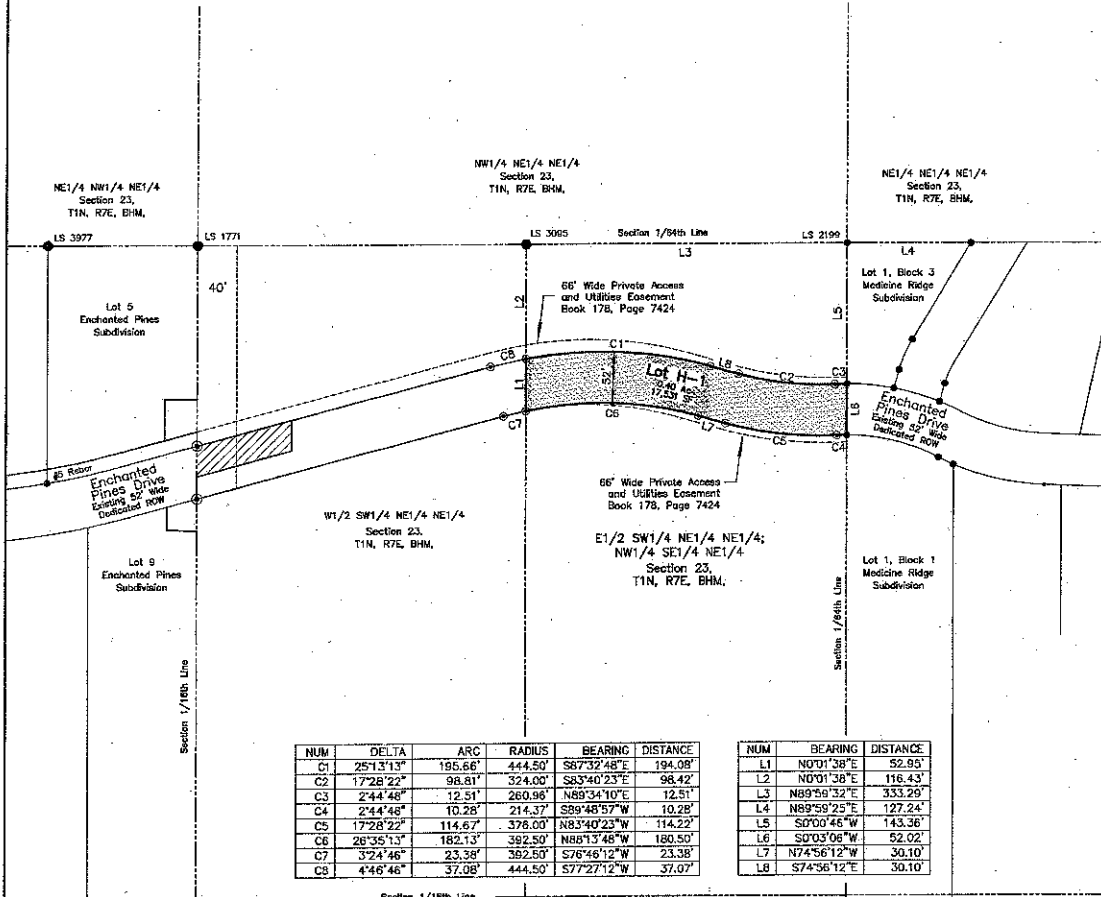 NE1/4 NW1/4 NE1/4
Section 23,
T1N, R7E, BHM,
NW1/4 NE1/4 NE1/4
Section 23,
T1N, R7E, BHM,
NE1/4 NE1/4 NE1/4
Section 23,
T1N, R7E, BHM,
LS 3977
LS 1771
LS 3095
Section 1/64th Line
LS 2199
L3
L4
40'
Lot 5
Enchanted Pines
Subdivision
L2
66' Wide Private Access
and Utilities Easement
Book 178, Page 7424
L5
Lot 1, Block 3
Medicine Ridge
Subdivision
C8
C1
L8
C2
C3
L1
52'
Lot H-1
0.40 ac
17,531
C7
C6
L7
C5
C4
L6
Enchanted
Pines Drive
Existing 52' Wide
Dedicated ROW
#5 Rebar
Enchanted
Pines Drive
Existing 52' Wide
Dedicated ROW
66' Wide Private Access
and Utilities Easement
Book 178, Page 7424
W1/2 SW1/4 NE1/4 NE1/4
Section 23,
T1N, R7E, BHM,
E1/2 SW1/4 NE1/4 NE1/4;
NW1/4 SE1/4 NE1/4
Section 23,
T1N, R7E, BHM,
Lot 9
Enchanted Pines
Subdivision
Lot 1, Block 1
Medicine Ridge
Subdivision
Section 1/16th Line
Section 1/64th Line
NUM DELTA ARC RADIUS BEARING DISTANCE
C1 25°13'13" 195.66' 444.50' S87°32'48"E 194.08'
C2 17°28'22" 98.81' 324.00' S83°40'23"E 98.42'
C3 2°44'48" 12.51' 260.96' N89°34'10"E 12.51'
C4 2°44'48" 10.28' 214.37' S89°48'57"W 10.28'
C5 17°28'22" 114.67' 376.00' N83°40'23"W 114.22'
C6 26°35'13" 182.13' 392.50' N88°13'48"W 180.50'
C7 3°24'46" 23.38' 392.50' S76°46'12"W 23.38'
C8 4°46'46" 37.08' 444.50' S77°27'12"W 37.07'
NUM BEARING DISTANCE
L1 N0°01'38"E 52.95'
L2 N0°01'38"E 116.43'
L3 N89°59'32"E 333.29'
L4 N89°59'25"E 127.24'
L5 S0°00'46"W 143.36'
L6 S0°03'06"W 52.02'
L7 N74°56'12"W 30.10'
L8 S74°56'12"E 30.10'
Section 1/16th Line